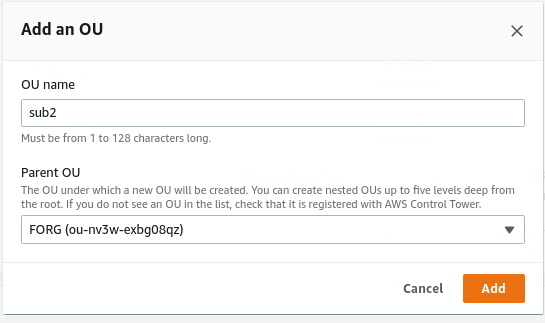 Add an OU
OU name
sub2
Must be from 1 to 128 characters long.
Parent OU
The OU under which a new OU will be created. You can create nested OUs up to five levels deep from
the root. If you do not see an OU in the list, check that it is registered with AWS Control Tower.
FORG (ou-nv3w-exbg08qz)
Cancel
Add